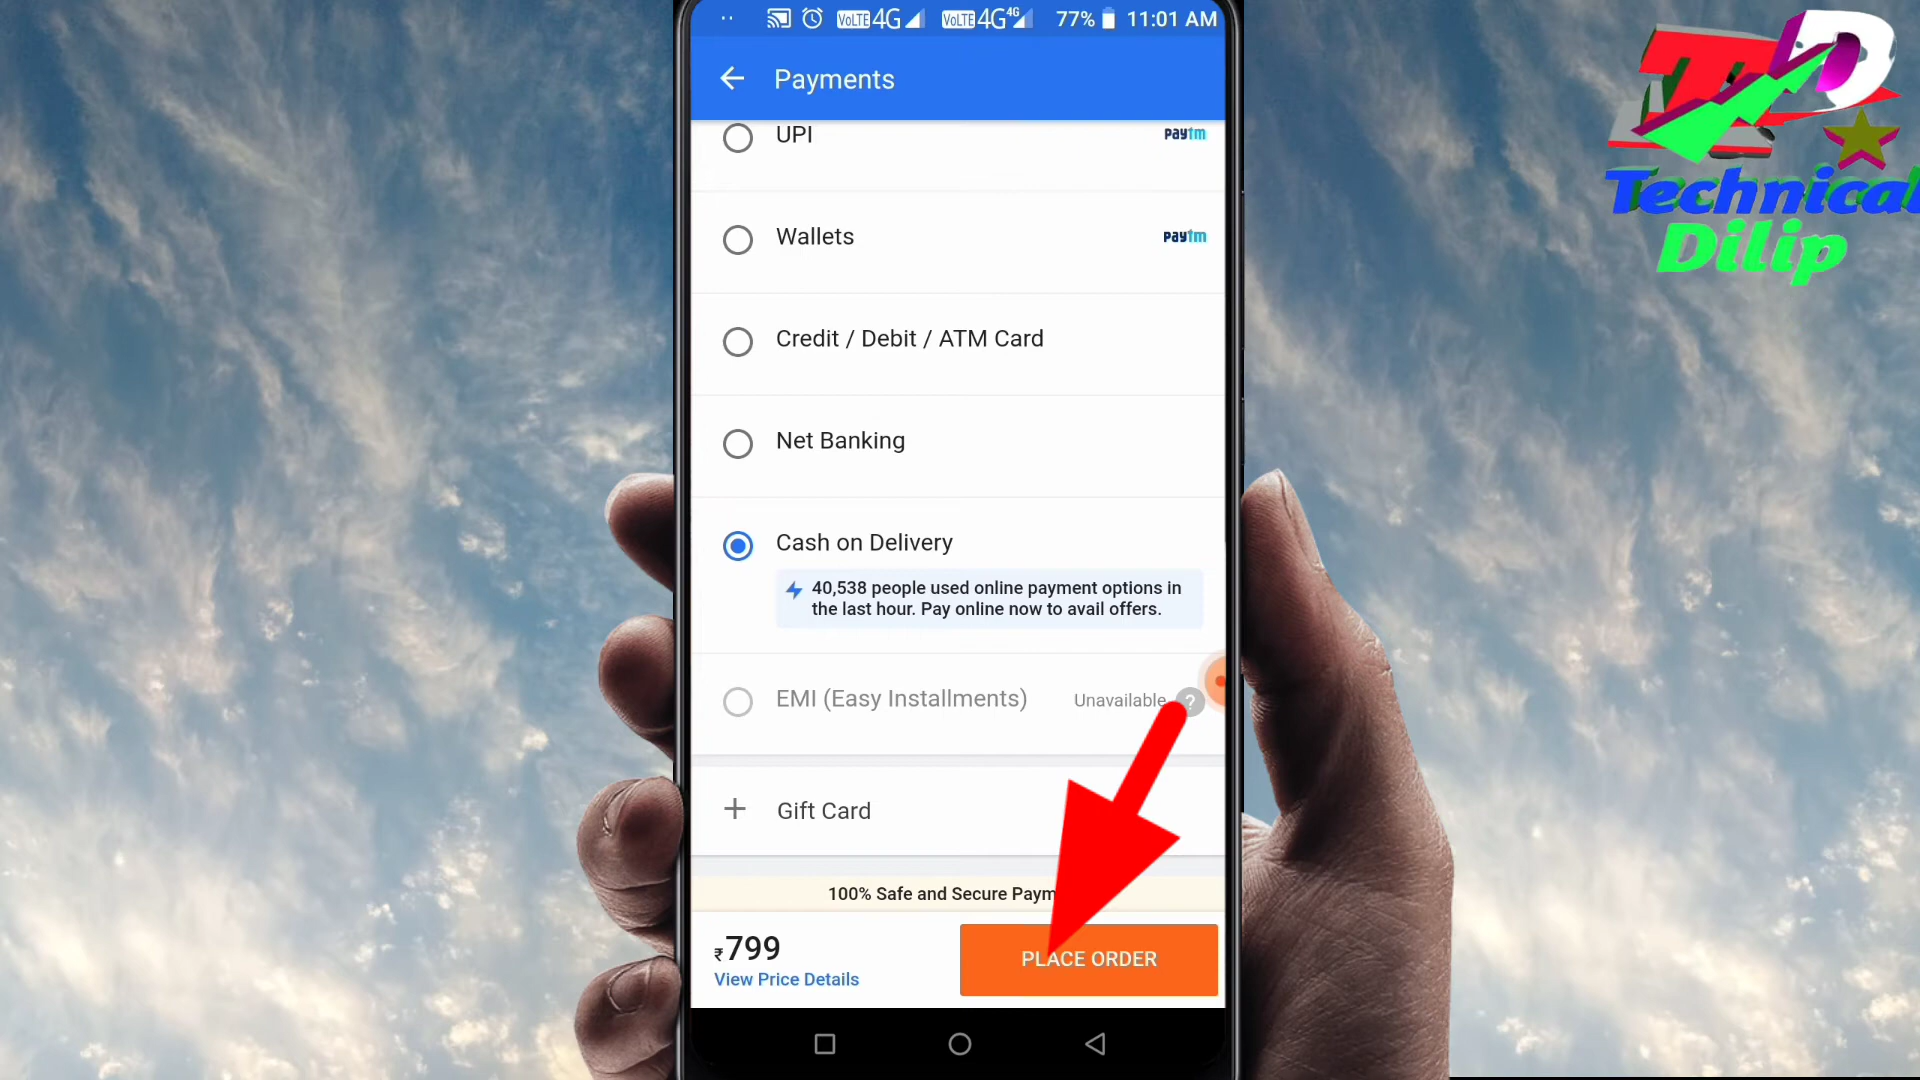 VoLTE 4G VoLTE 4G 4G 77% 11:01 AM
Payments
UPI paytm
Wallets paytm
Credit / Debit / ATM Card
Net Banking
Cash on Delivery
40,538 people used online payment options in
the last hour. Pay online now to avail offers.
EMI (Easy Installments) Unavailable ?
+ Gift Card
100% Safe and Secure Paym
₹799
View Price Details
PLACE ORDER
TD
Technical
Dilip